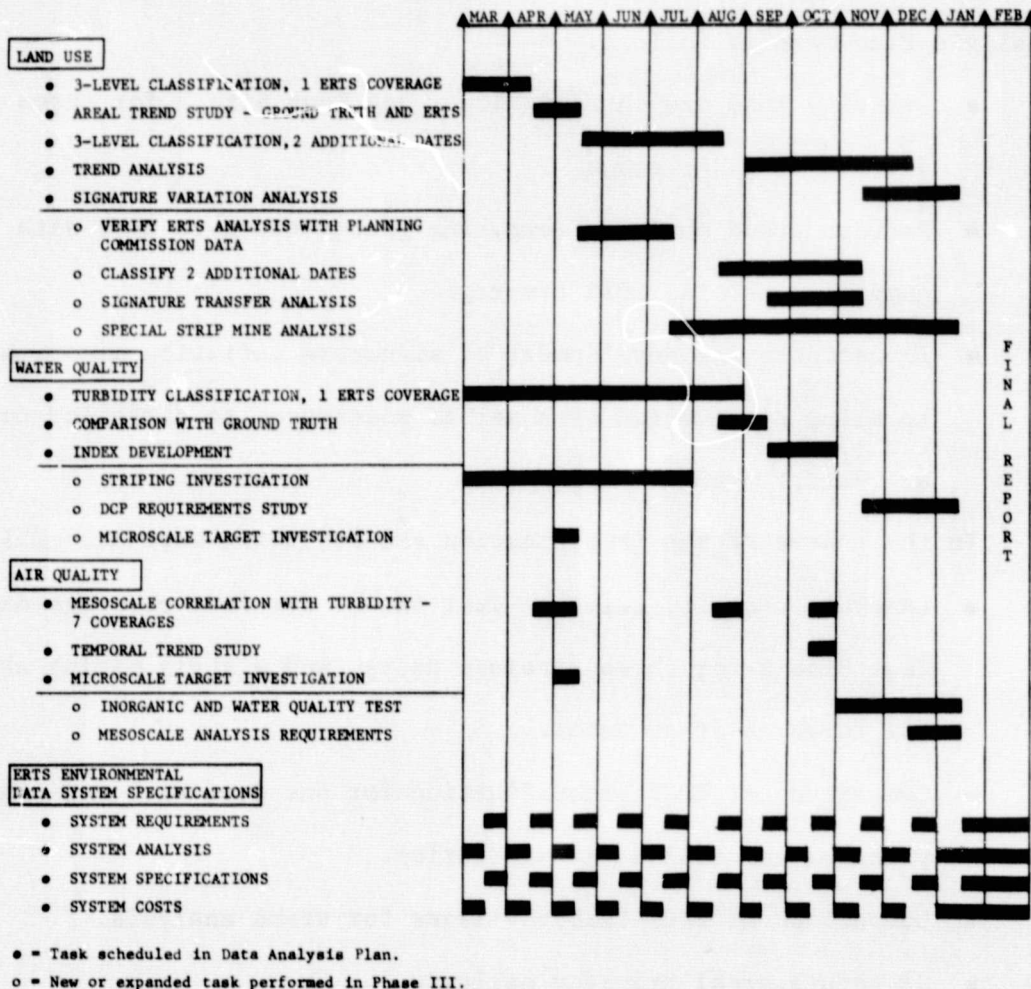 MAR APR MAY JUN JUL AUG SEP OCT NOV DEC JAN FEB
LAND USE
● 3-LEVEL CLASSIFICATION, 1 ERTS COVERAGE
● AREAL TREND STUDY - GROUND TRUTH AND ERTS
● 3-LEVEL CLASSIFICATION, 2 ADDITIONAL DATES
● TREND ANALYSIS
● SIGNATURE VARIATION ANALYSIS
o VERIFY ERTS ANALYSIS WITH PLANNING
COMMISSION DATA
o CLASSIFY 2 ADDITIONAL DATES
o SIGNATURE TRANSFER ANALYSIS
o SPECIAL STRIP MINE ANALYSIS
WATER QUALITY
● TURBIDITY CLASSIFICATION, 1 ERTS COVERAGE
● COMPARISON WITH GROUND TRUTH
● INDEX DEVELOPMENT
o STRIPING INVESTIGATION
o DCP REQUIREMENTS STUDY
o MICROSCALE TARGET INVESTIGATION
AIR QUALITY
● MESOSCALE CORRELATION WITH TURBIDITY -
7 COVERAGES
● TEMPORAL TREND STUDY
● MICROSCALE TARGET INVESTIGATION
o INORGANIC AND WATER QUALITY TEST
o MESOSCALE ANALYSIS REQUIREMENTS
ERTS ENVIRONMENTAL
DATA SYSTEM SPECIFICATIONS
● SYSTEM REQUIREMENTS
● SYSTEM ANALYSIS
● SYSTEM SPECIFICATIONS
● SYSTEM COSTS
FINAL REPORT
● = Task scheduled in Data Analysis Plan.
o = New or expanded task performed in Phase III.